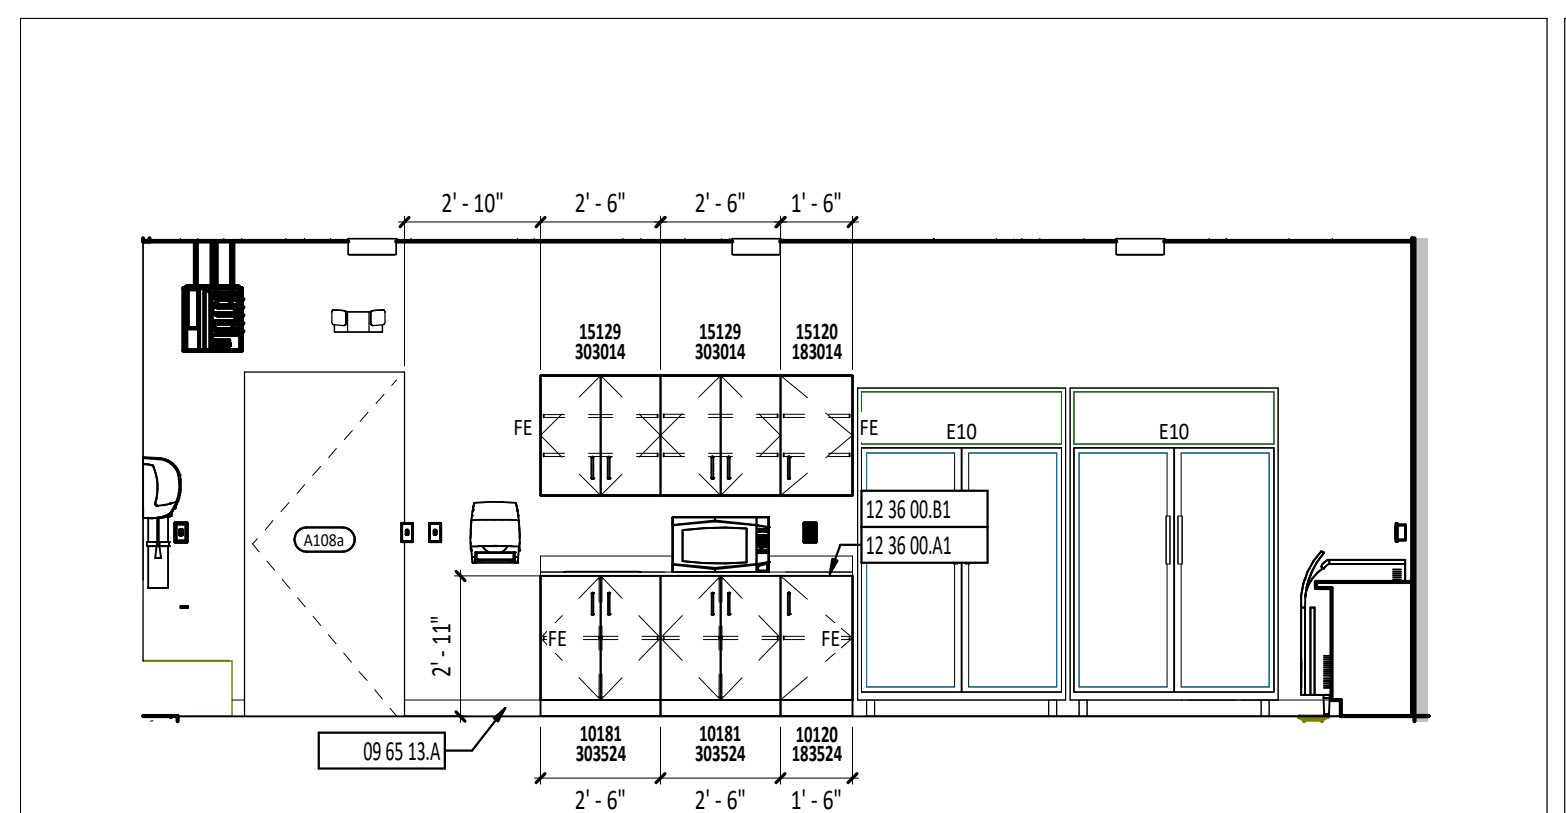 2' - 10" 2' - 6" 2' - 6" 1' - 6"
15129 15129 15120
303014 303014 183014
FE FE E10 E10
12 36 00.B1
A108a 12 36 00.A1
2' - 11"
FE FE
09 65 13.A
10181 10181 10120
303524 303524 183524
2' - 6" 2' - 6" 1' - 6"